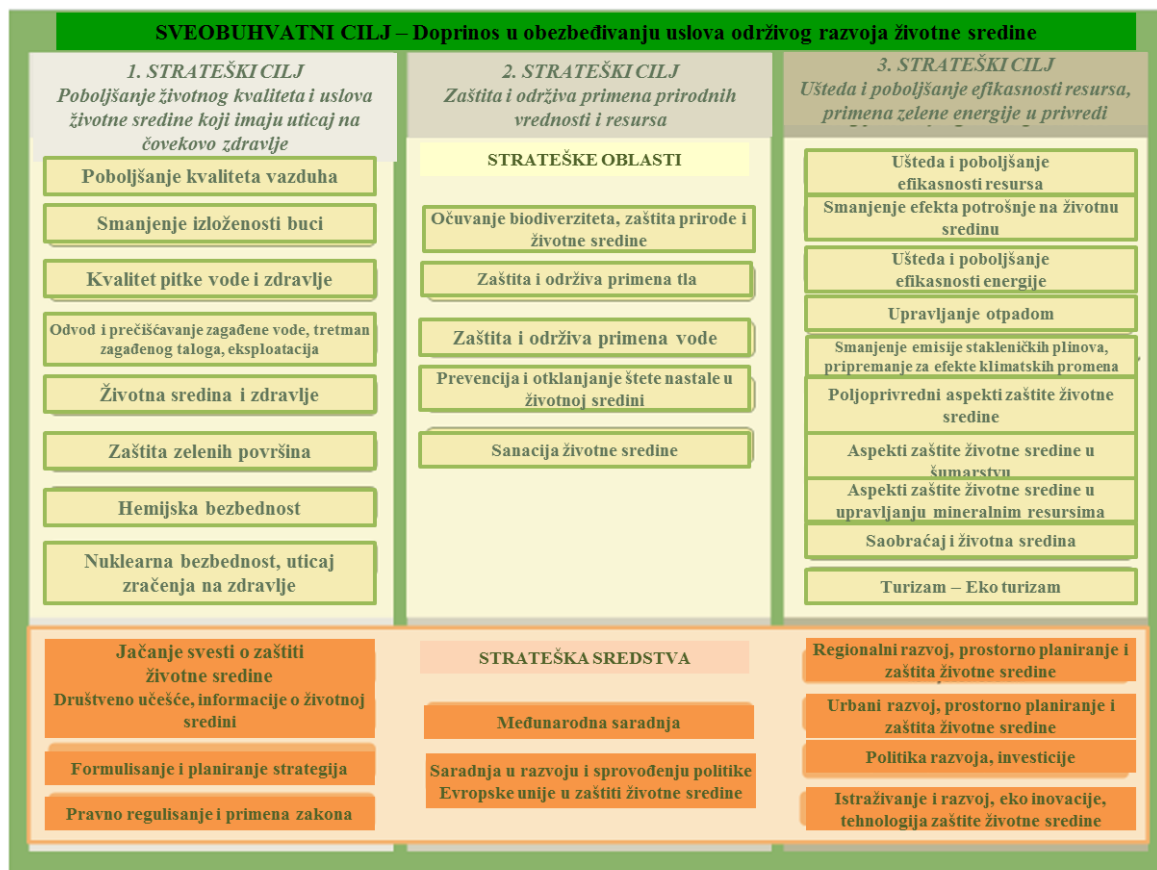 SVEOBUHVATNI CILJ – Doprinos u obezbeđivanju uslova održivog razvoja životne sredine
1. STRATEŠKI CILJ
Poboljšanje životnog kvaliteta i uslova
životne sredine koji imaju uticaj na
čovekovo zdravlje
Poboljšanje kvaliteta vazduha
Smanjenje izloženosti buci
Kvalitet pitke vode i zdravlje
Odvod i prečišćavanje zagađene vode, tretman
zagađenog taloga, eksploatacija
Životna sredina i zdravlje
Zaštita zelenih površina
Hemijska bezbednost
Nuklearna bezbednost, uticaj
zračenja na zdravlje
2. STRATEŠKI CILJ
Zaštita i održiva primena prirodnih
vrednosti i resursa
STRATEŠKE OBLASTI
Očuvanje biodiverziteta, zaštita prirode i
životne sredine
Zaštita i održiva primena tla
Zaštita i održiva primena vode
Prevencija i otklanjanje štete nastale u
životnoj sredini
Sanacija životne sredine
3. STRATEŠKI CILJ
Ušteda i poboljšanje efikasnosti resursa,
primena zelene energije u privredi
Ušteda i poboljšanje
efikasnosti resursa
Smanjenje efekta potrošnje na životnu
sredinu
Ušteda i poboljšanje
efikasnosti energije
Upravljanje otpadom
Smanjenje emisije stakleničkih plinova,
pripremanje za efekte klimatskih promena
Poljoprivredni aspekti zaštite životne
sredine
Aspekti zaštite životne sredine u
šumarstvu
Aspekti zaštite životne sredine u
upravljanju mineralnim resursima
Saobraćaj i životna sredina
Turizam – Eko turizam
Jačanje svesti o zaštiti
životne sredine
Društveno učešće, informacije o životnoj
sredini
Formulisanje i planiranje strategija
Pravno regulisanje i primena zakona
STRATEŠKA SREDSTVA
Međunarodna saradnja
Saradnja u razvoju i sprovođenju politike
Evropske unije u zaštiti životne sredine
Regionalni razvoj, prostorno planiranje i
zaštita životne sredine
Urbani razvoj, prostorno planiranje i
zaštita životne sredine
Politika razvoja, investicije
Istraživanje i razvoj, eko inovacije,
tehnologija zaštite životne sredine